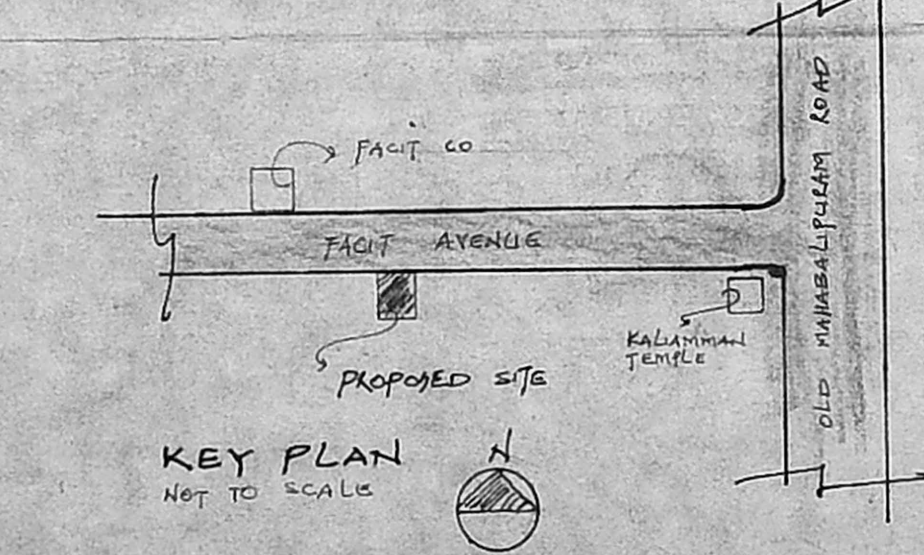 FACIT CO
FACIT AVENUE
OLD MAHABALIPURAM ROAD
KALIAMMAN
TEMPLE
PROPOSED SITE
KEY PLAN
NOT TO SCALE
N